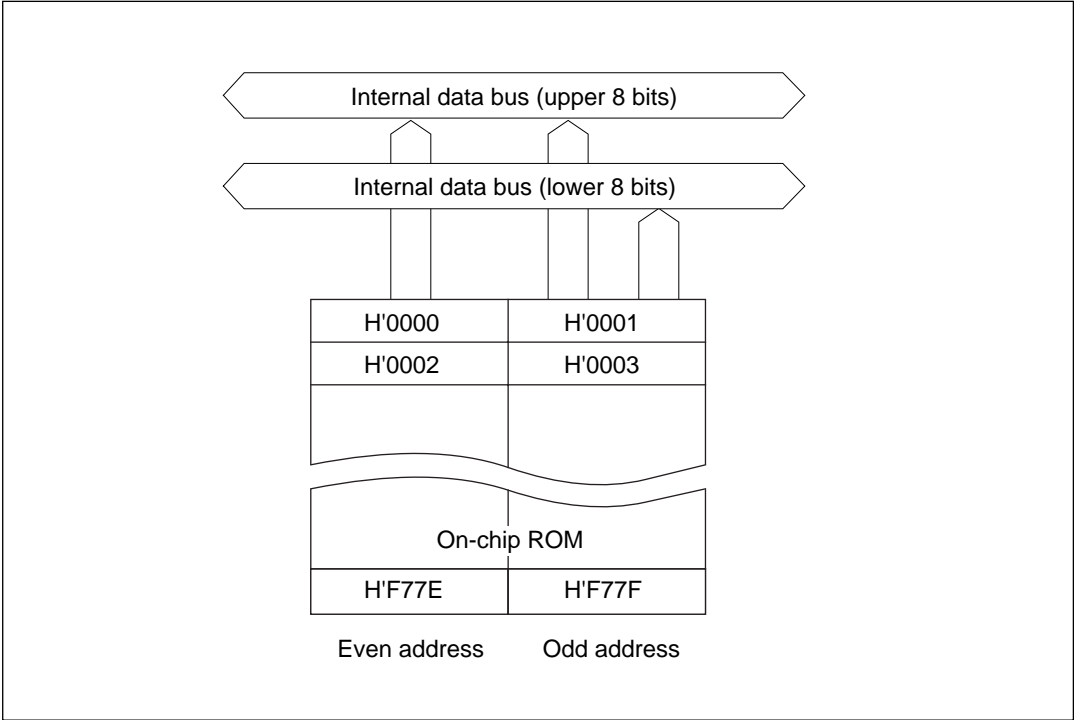 Internal data bus (upper 8 bits)
Internal data bus (lower 8 bits)
H'0000 H'0001
H'0002 H'0003
On-chip ROM
H'F77E H'F77F
Even address Odd address